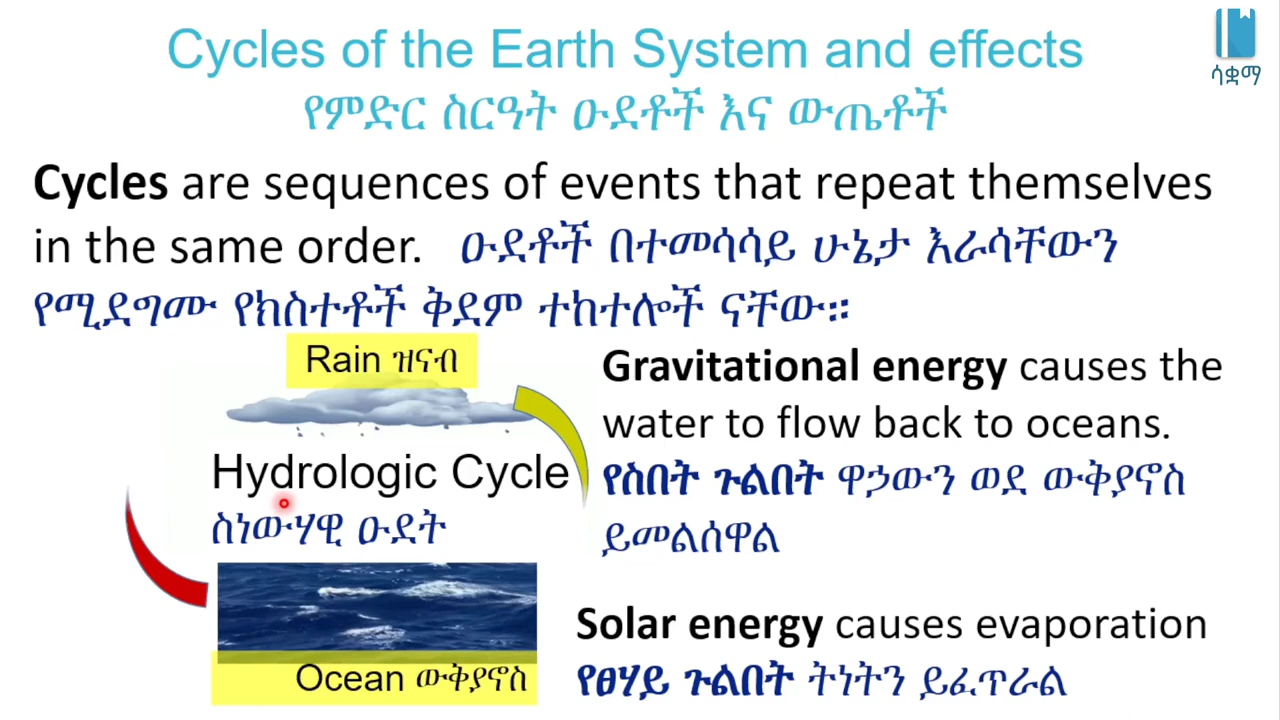 Cycles of the Earth System and effects
የምድር ስርዓት ዑደቶች እና ውጤቶች
ሳቋማ
Cycles are sequences of events that repeat themselves
in the same order. ዑደቶች በተመሳሳይ ሁኔታ እራሳቸውን
የሚደግሙ የክስተቶች ቅደም ተከተሎች ናቸው።
Rain ዝናብ
Hydrologic Cycle
ስነውሃዊ ዑደት
Ocean ውቅያኖስ
Gravitational energy causes the
water to flow back to oceans.
የስበት ጉልበት ዋኃውን ወደ ውቅያኖስ
ይመልሰዋል
Solar energy causes evaporation
የፀሃይ ጉልበት ትነትን ይፈጥራል